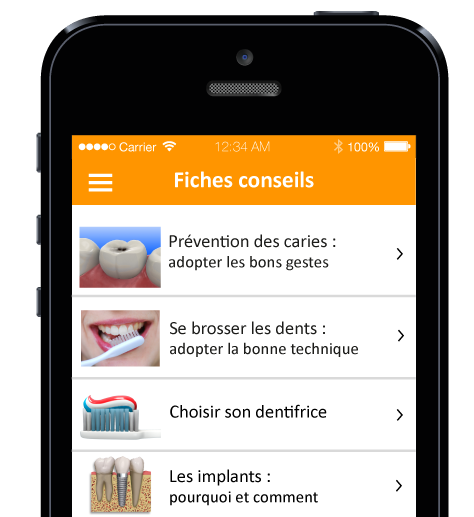 Carrier 12:34 AM 100%
Fiches conseils
Prévention des caries :
adopter les bons gestes
Se brosser les dents :
adopter la bonne technique
Choisir son dentifrice
Les implants :
pourquoi et comment